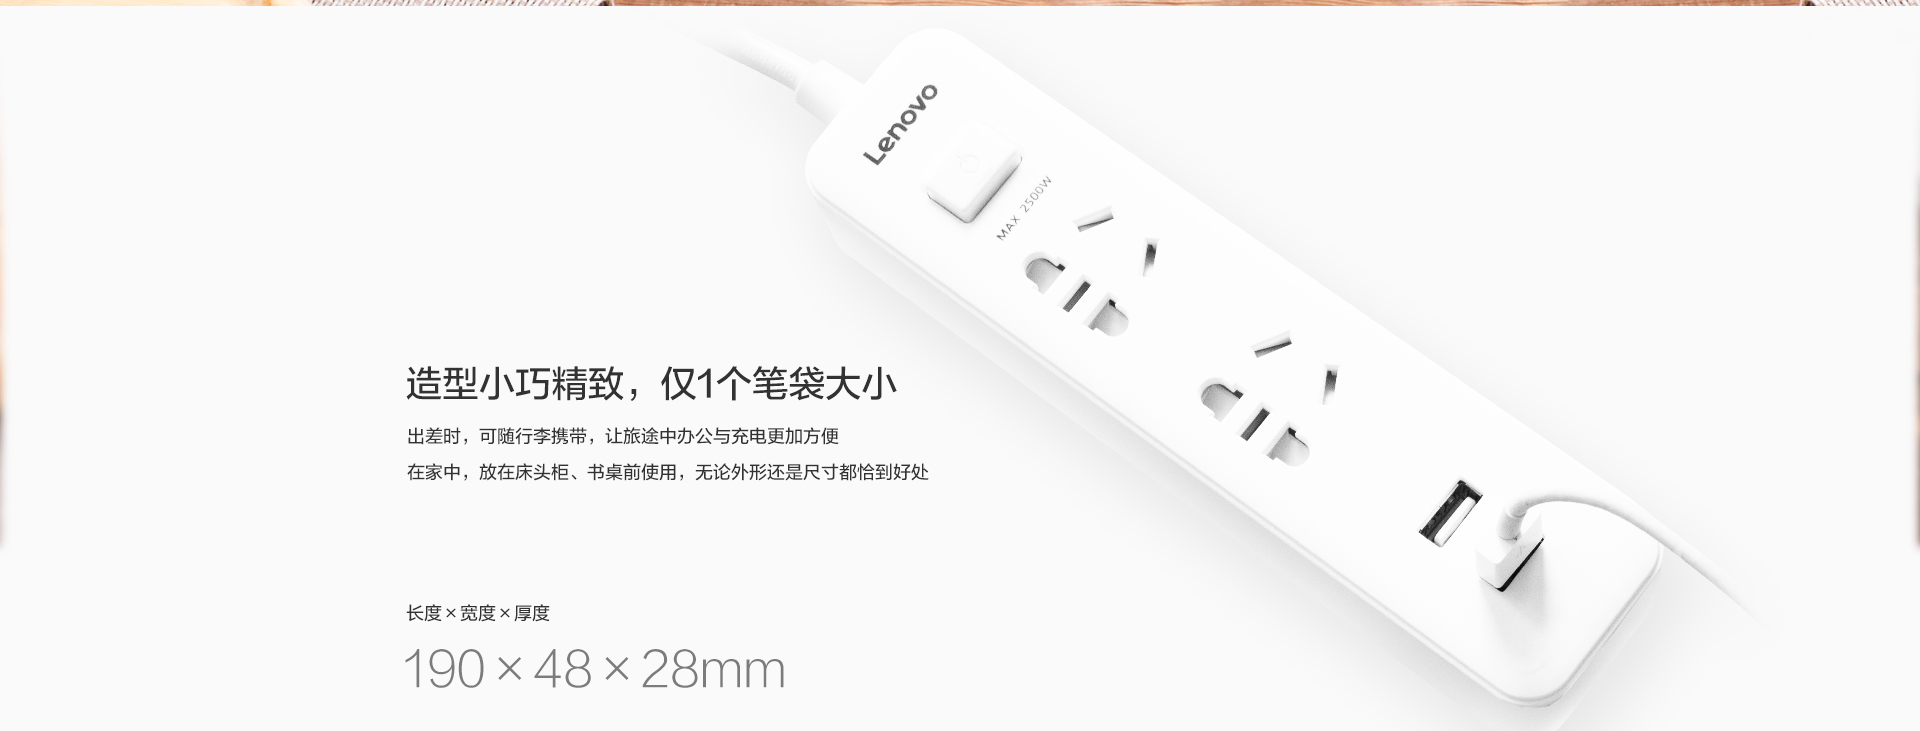 Lenovo
MAX 2500W
造型小巧精致，仅1个笔袋大小
出差时，可随行李携带，让旅途中办公与充电更加方便
在家中，放在床头柜、书桌前使用，无论外形还是尺寸都恰到好处
长度×宽度×厚度
190×48×28mm